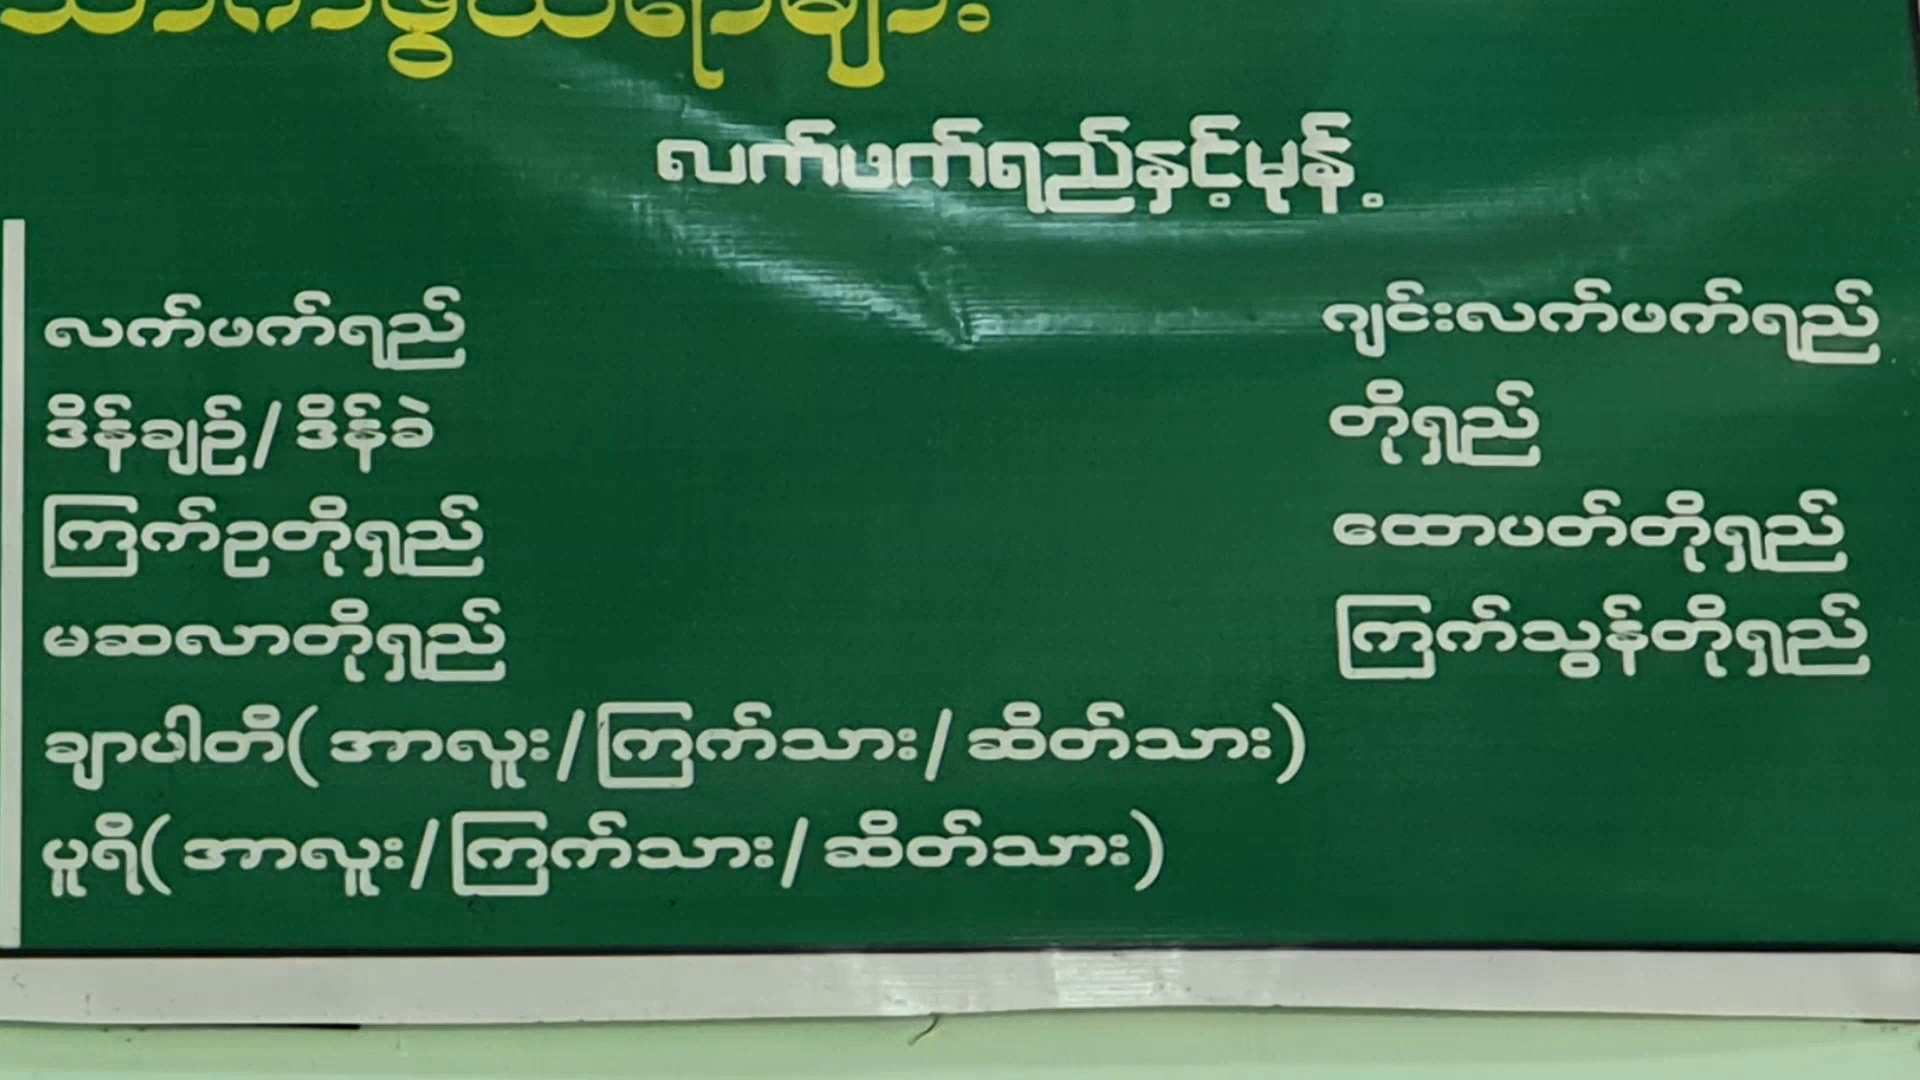 လက်ဖက်ရည်နှင့်မုန့်
လက်ဖက်ရည်
ဂျင်းလက်ဖက်ရည်
ဒိန်ချဉ်/ ဒိန်ခဲ
တိုရှည်
ကြက်ဥတိုရှည်
ထောပတ်တိုရှည်
မဆလာတိုရှည်
ကြက်သွန်တိုရှည်
ချာပါတီ( အာလူး/ကြက်သား/ ဆိတ်သား)
ပူရီ( အာလူး/ကြက်သား/ ဆိတ်သား)